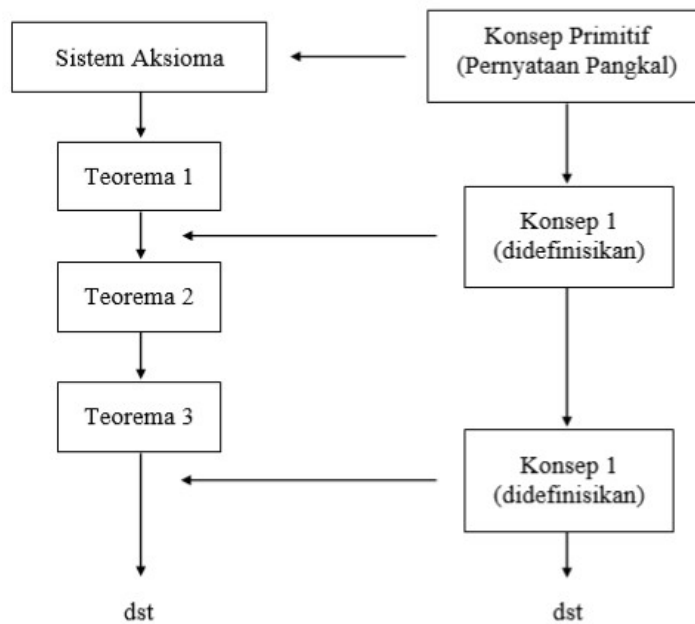 Sistem Aksioma
Konsep Primitif
(Pernyataan Pangkal)
Teorema 1
Konsep 1
(didefinisikan)
Teorema 2
Teorema 3
Konsep 1
(didefinisikan)
dst
dst